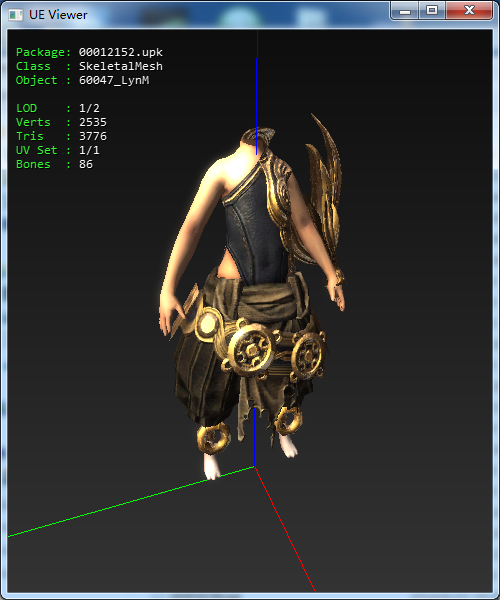 UE Viewer
Package: 00012152.upk
Class : SkeletalMesh
Object : 60047_LynM
LOD : 1/2
Verts : 2535
Tris : 3776
UV Set : 1/1
Bones : 86